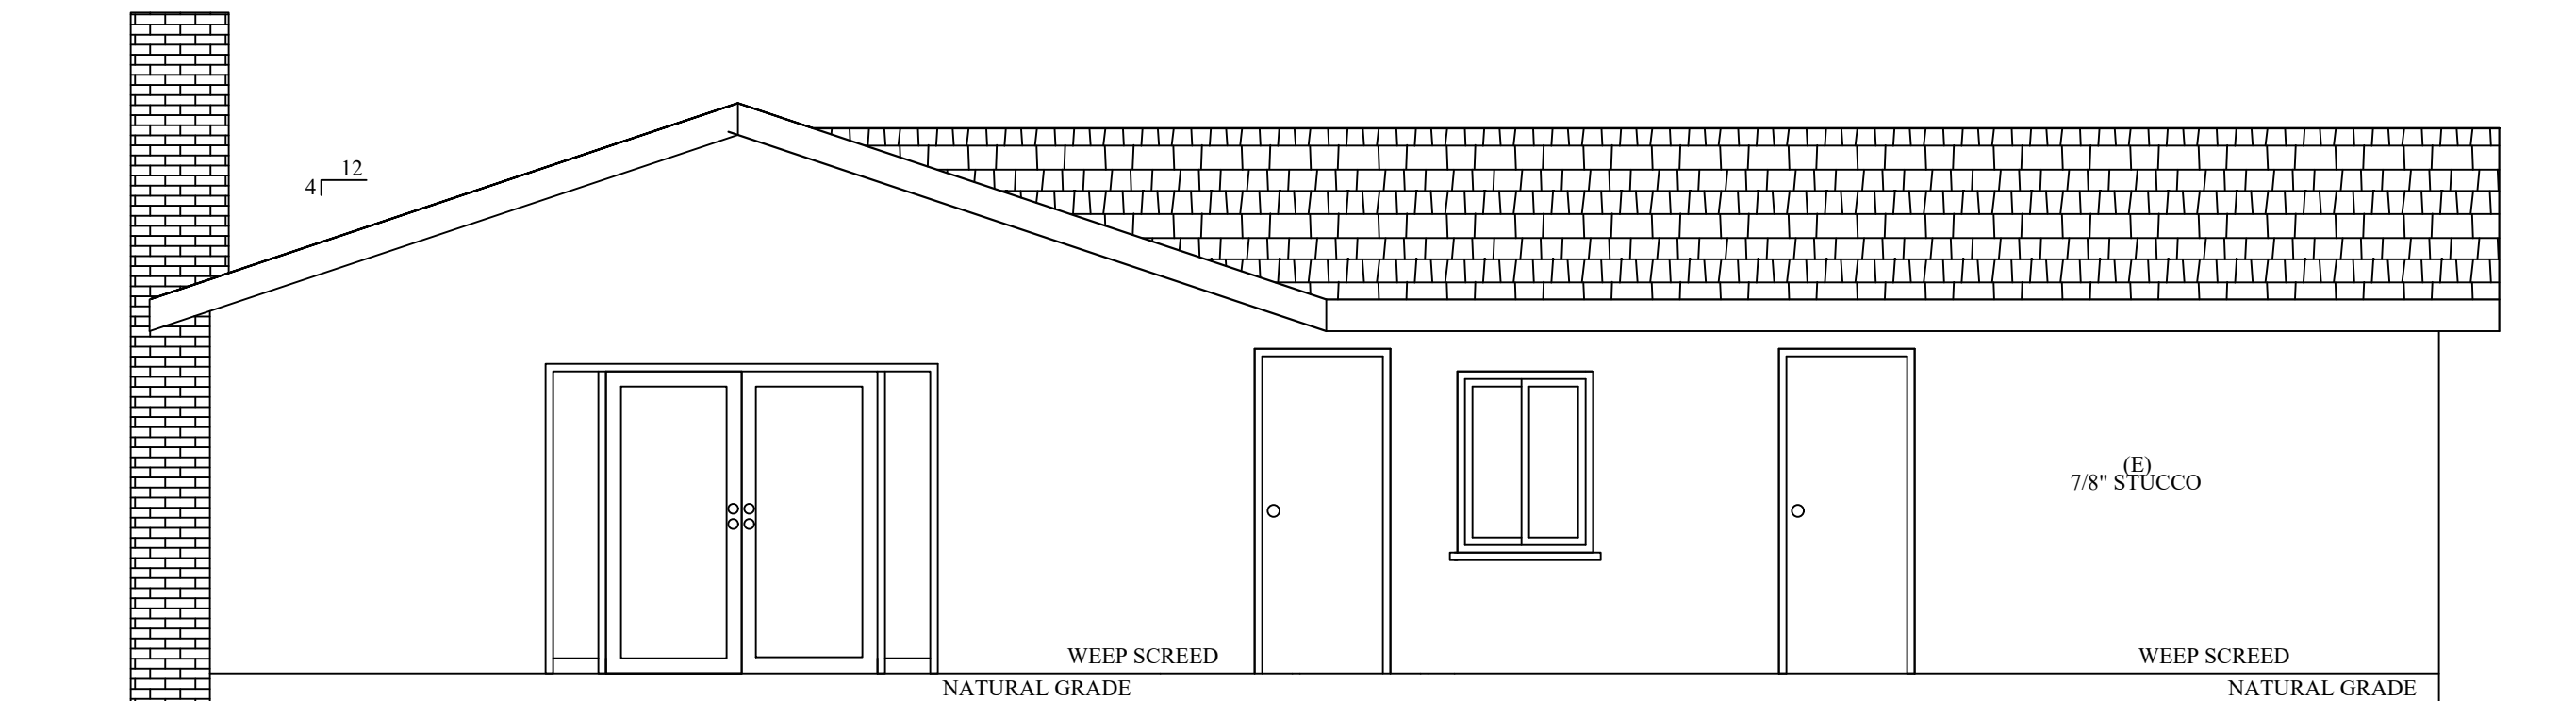 12
4
(E)
7/8" STUCCO
WEEP SCREED
WEEP SCREED
NATURAL GRADE
NATURAL GRADE